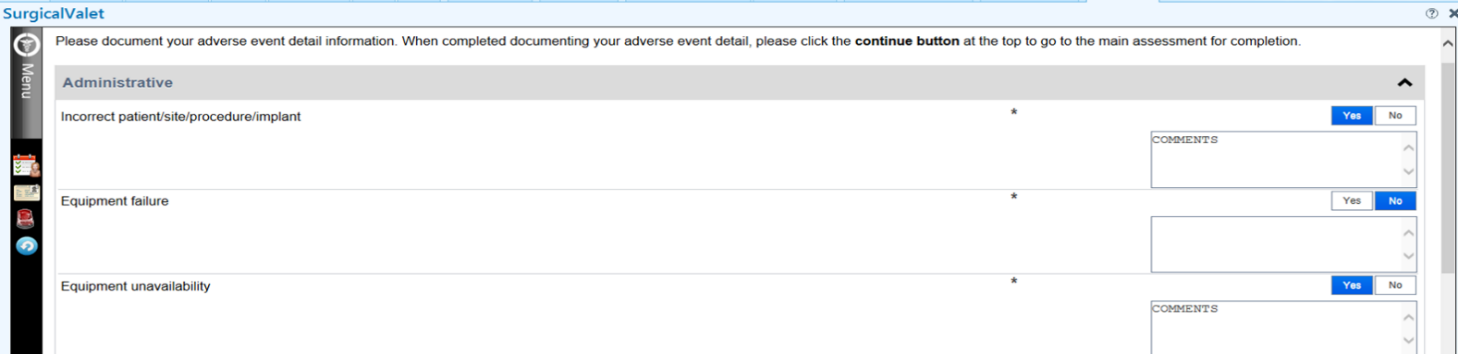 SurgicalValet
Menu
Please document your adverse event detail information. When completed documenting your adverse event detail, please click the continue button at the top to go to the main assessment for completion.
Administrative
Incorrect patient/site/procedure/implant * Yes No
COMMENTS
Equipment failure * Yes No
Equipment unavailability * Yes No
COMMENTS